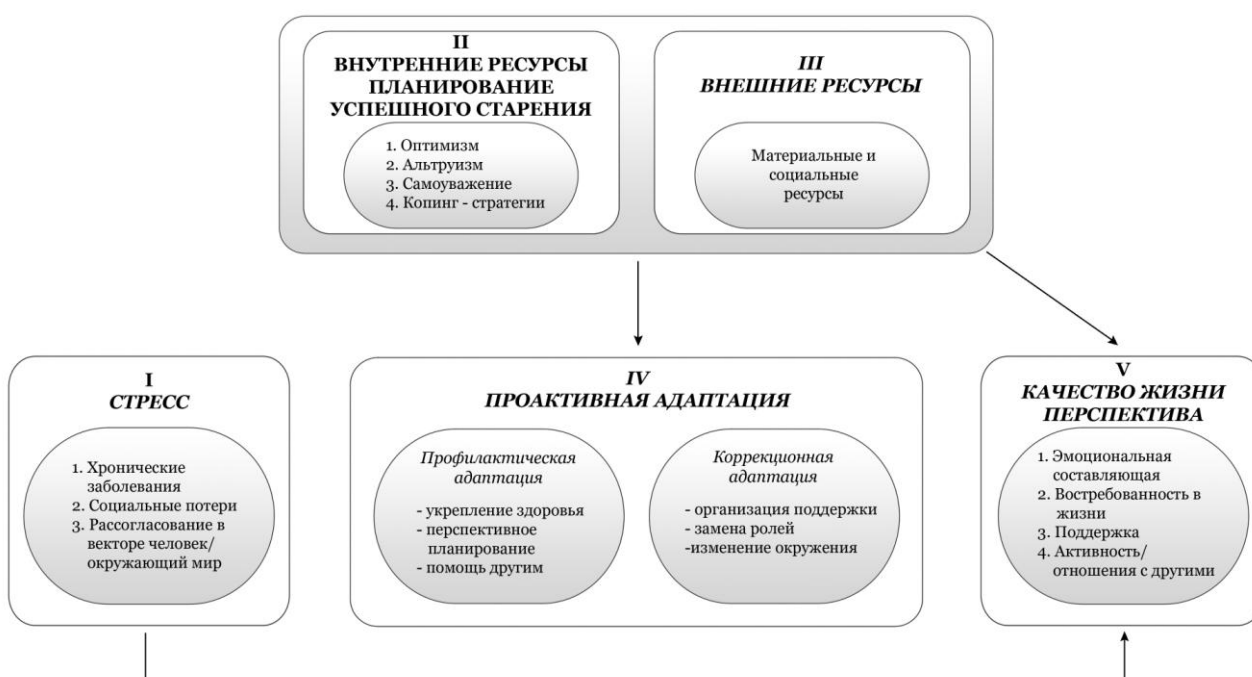 II
ВНУТРЕННИЕ РЕСУРСЫ
ПЛАНИРОВАНИЕ
УСПЕШНОГО СТАРЕНИЯ
1. Оптимизм
2. Альтруизм
3. Самоуважение
4. Копинг - стратегии
III
ВНЕШНИЕ РЕСУРСЫ
Материальные и
социальные
ресурсы
I
СТРЕСС
1. Хронические
заболевания
2. Социальные потери
3. Рассогласование в
векторе человек/
окружающий мир
IV
ПРОАКТИВНАЯ АДАПТАЦИЯ
Профилактическая
адаптация
- укрепление здоровья
- перспективное
планирование
- помощь другим
Коррекционная
адаптация
- организация поддержки
- замена ролей
-изменение окружения
V
КАЧЕСТВО ЖИЗНИ
ПЕРСПЕКТИВА
1. Эмоциональная
составляющая
2. Востребованность в
жизни
3. Поддержка
4. Активность/
отношения с другими